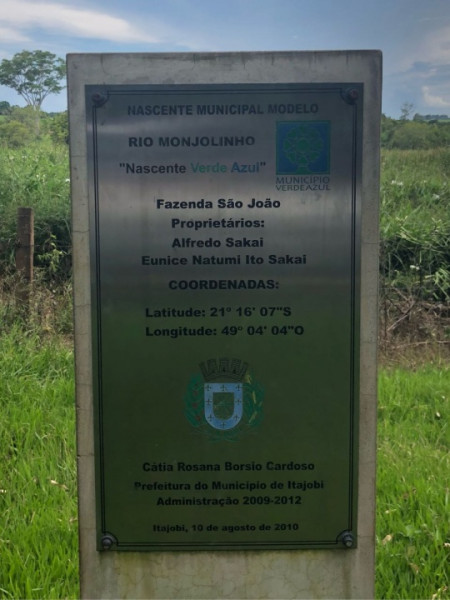 NASCENTE MUNICIPAL MODELO
RIO MONJOLINHO
"Nascente Verde Azul"
MUNICÍPIO
VERDEAZUL
Fazenda São João
Proprietários:
Alfredo Sakai
Eunice Natumi Ito Sakai
COORDENADAS:
Latitude: 21º 16' 07"S
Longitude: 49º 04' 04"O
Cátia Rosana Borsio Cardoso
Prefeitura do Município de Itajobi
Administração 2009-2012
Itajobi, 10 de agosto de 2010